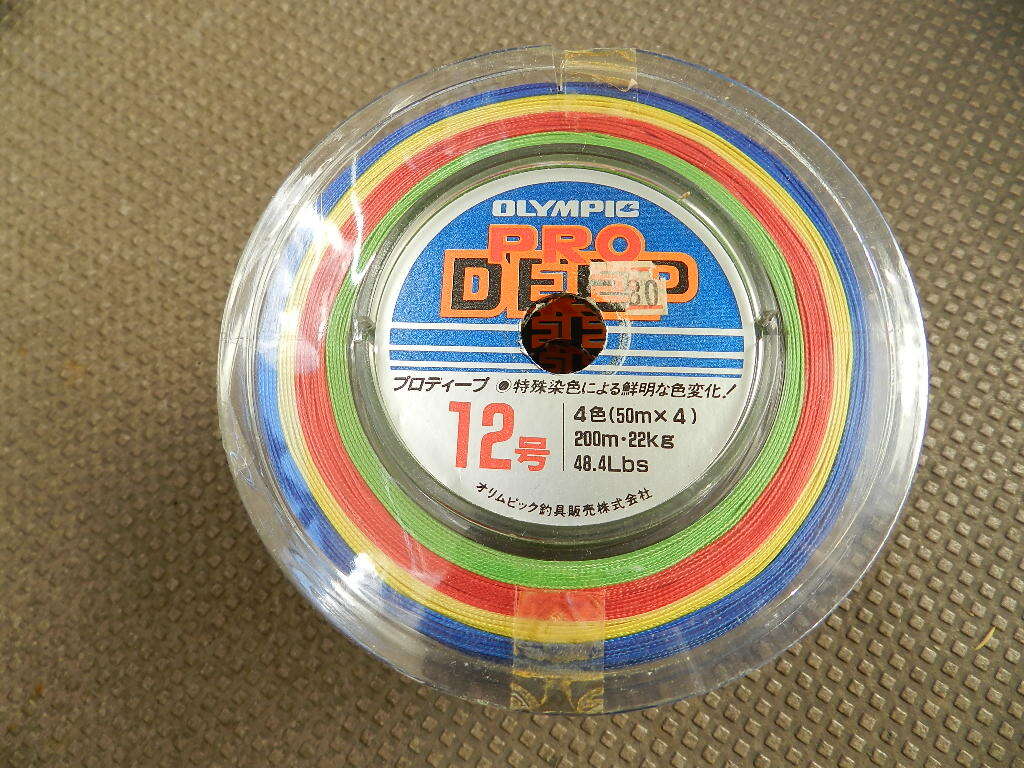 OLYMPIC
PRO
DEEP
30
プロディープ ●特殊染色による鮮明な色変化!
12号
4色(50m×4)
200m・22kg
48.4Lbs
オリムピック釣具販売株式会社